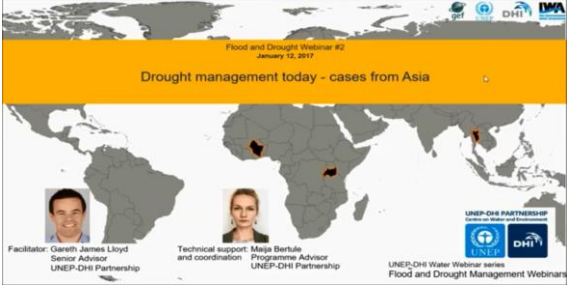 gef
UNEP
DHI
IWA
Flood and Drought Webinar #2
January 12, 2017
Drought management today - cases from Asia
Facilitator: Gareth James Lloyd
Senior Advisor
UNEP-DHI Partnership
Technical support: Maija Bertule
and coordination Programme Advisor
UNEP-DHI Partnership
UNEP-DHI PARTNERSHIP
Centre on Water and Environment
UNEP
DHI
UNEP-DHI Water Webinar series
Flood and Drought Management Webinars